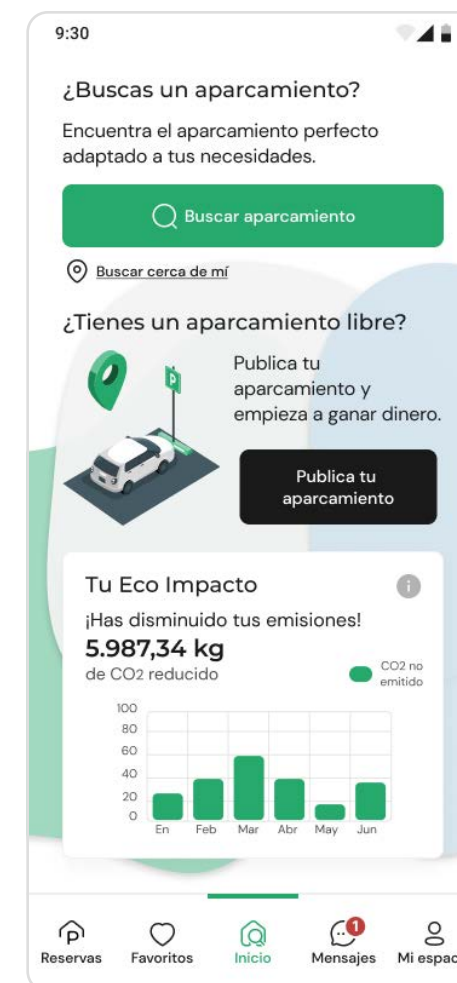 9:30
¿Buscas un aparcamiento?
Encuentra el aparcamiento perfecto
adaptado a tus necesidades.
Buscar aparcamiento
Buscar cerca de mí
¿Tienes un aparcamiento libre?
Publica tu
aparcamiento y
empieza a ganar dinero.
P
Publica tu
aparcamiento
Tu Eco Impacto
i
¡Has disminuido tus emisiones!
5.987,34 kg
de CO2 reducido
CO2 no
emitido
100
80
60
40
20
0
En Feb Mar Abr May Jun
1
Reservas Favoritos Inicio Mensajes Mi espac